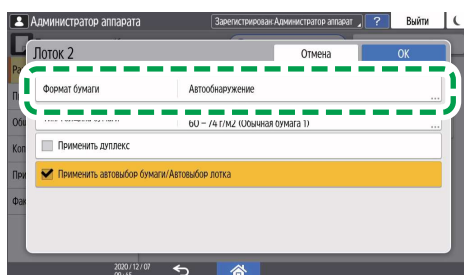 Администратор аппарата
Зарегистрирован Администратор аппарат
?
Выйти
Лоток 2
Отмена
OK
Формат бумаги
Автообнаружение
...
60 – 74 г/м2 (Обычная бумага 1)
...
Применить дуплекс
Применить автовыбор бумаги/Автовыбор лотка
2020/12/07